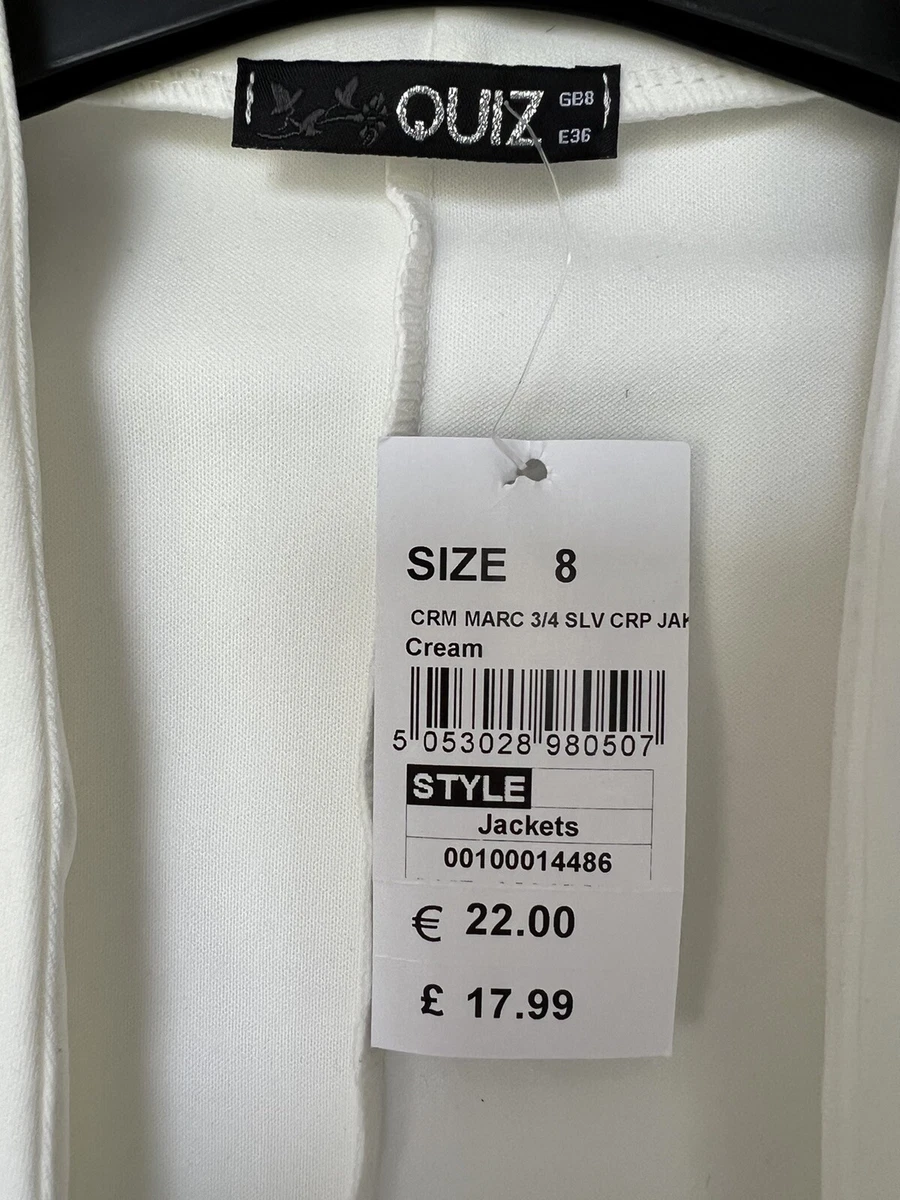 QUIZ GB8
E36
SIZE 8
CRM MARC 3/4 SLV CRP JAK
Cream
5 053028 980507
STYLE
Jackets
00100014486
€ 22.00
£ 17.99